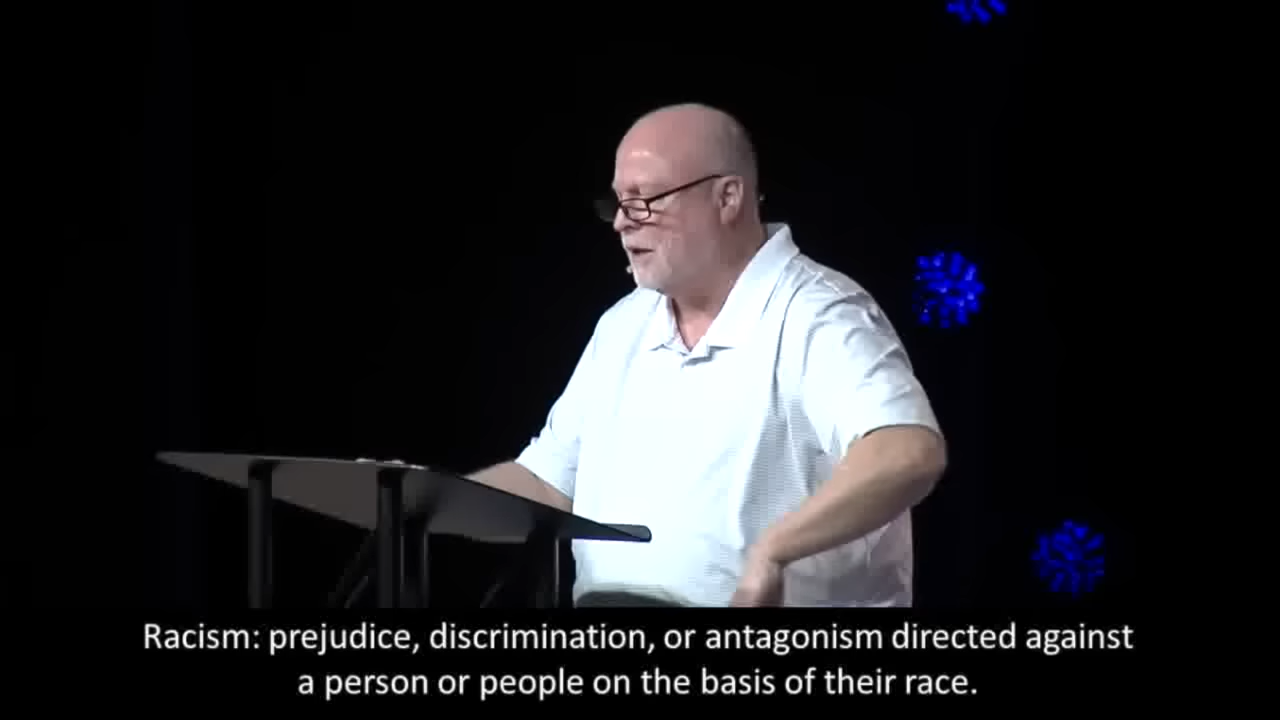 Racism: prejudice, discrimination, or antagonism directed against
a person or people on the basis of their race.